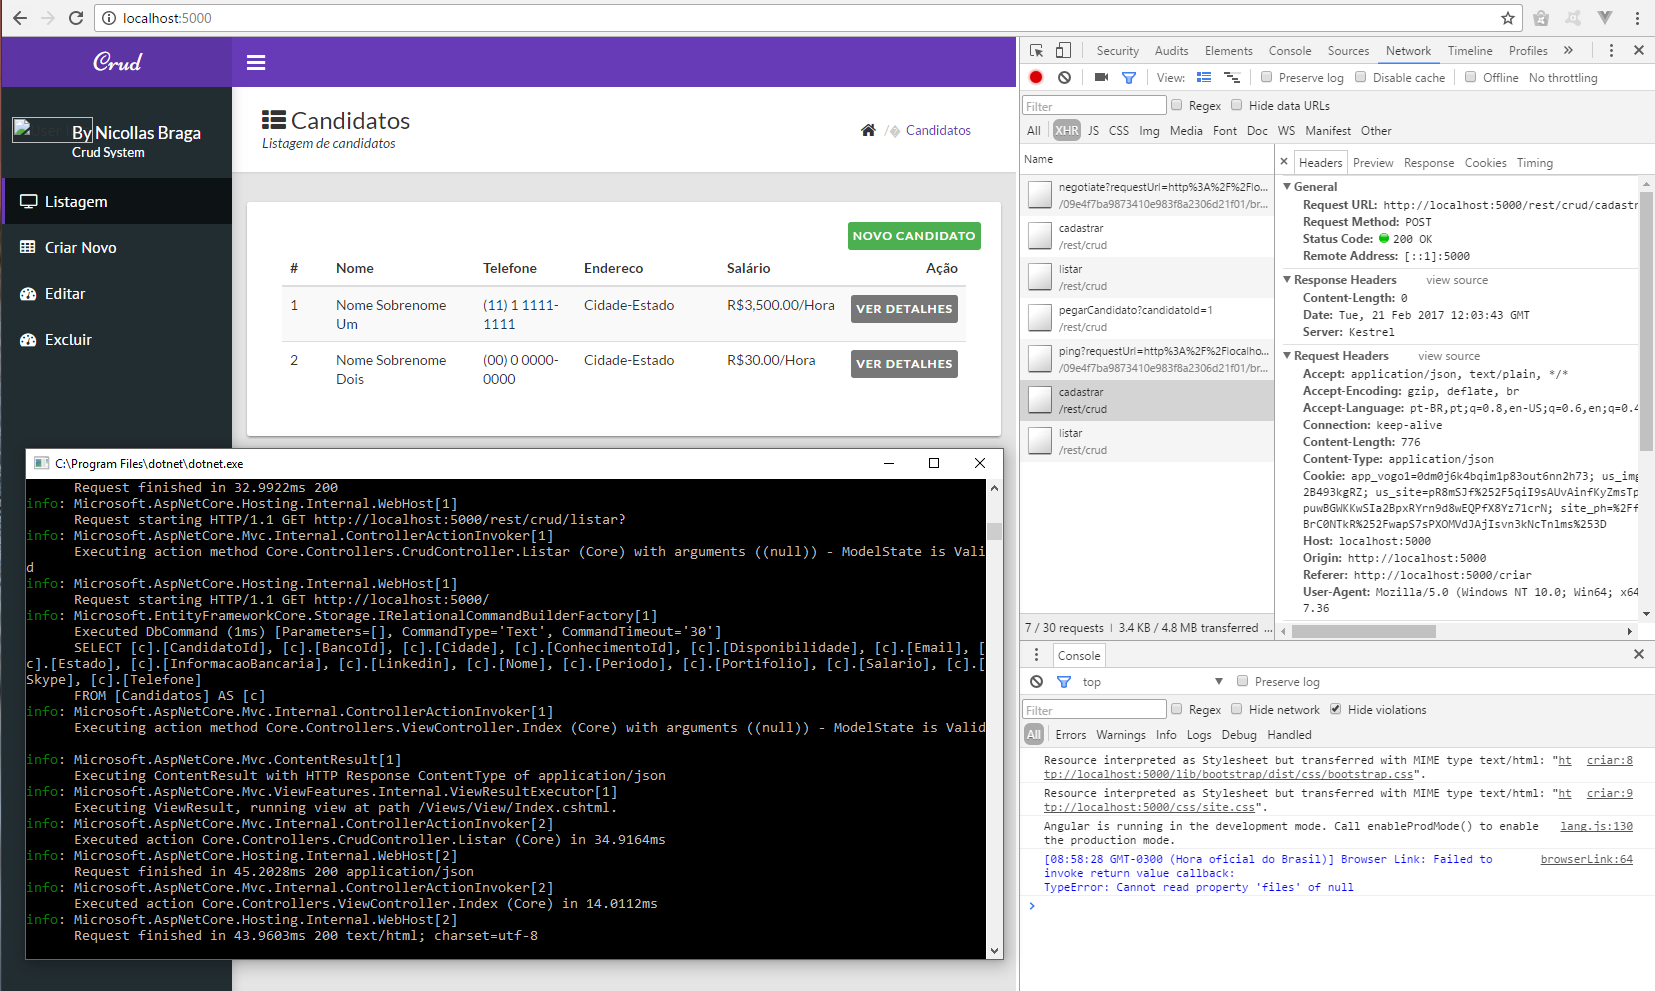 localhost:5000
Crud
By Nicollas Braga
Crud System
Listagem
Criar Novo
Editar
Excluir
Candidatos
Listagem de candidatos
/ Candidatos
NOVO CANDIDATO
# Nome Telefone Endereco Salário Ação
1 Nome Sobrenome Um (11) 1 1111-1111 Cidade-Estado R$3,500.00/Hora VER DETALHES
2 Nome Sobrenome Dois (00) 0 0000-0000 Cidade-Estado R$30.00/Hora VER DETALHES
C:\Program Files\dotnet\dotnet.exe
Request finished in 32.9922ms 200
info: Microsoft.AspNetCore.Hosting.Internal.WebHost[1]
Request starting HTTP/1.1 GET http://localhost:5000/rest/crud/listar?
info: Microsoft.AspNetCore.Mvc.Internal.ControllerActionInvoker[1]
Executing action method Core.Controllers.CrudController.Listar (Core) with arguments ((null)) - ModelState is Vali
d
info: Microsoft.AspNetCore.Hosting.Internal.WebHost[1]
Request starting HTTP/1.1 GET http://localhost:5000/
info: Microsoft.EntityFrameworkCore.Storage.IRelationalCommandBuilderFactory[1]
Executed DbCommand (1ms) [Parameters=[], CommandType='Text', CommandTimeout='30']
SELECT [c].[CandidatoId], [c].[BancoId], [c].[Cidade], [c].[ConhecimentoId], [c].[Disponibilidade], [c].[Email], [
c].[Estado], [c].[InformacaoBancaria], [c].[Linkedin], [c].[Nome], [c].[Periodo], [c].[Portifolio], [c].[Salario], [c].[
Skype], [c].[Telefone]
FROM [Candidatos] AS [c]
info: Microsoft.AspNetCore.Mvc.Internal.ControllerActionInvoker[1]
Executing action method Core.Controllers.ViewController.Index (Core) with arguments ((null)) - ModelState is Valid
info: Microsoft.AspNetCore.Mvc.ContentResult[1]
Executing ContentResult with HTTP Response ContentType of application/json
info: Microsoft.AspNetCore.Mvc.ViewFeatures.Internal.ViewResultExecutor[1]
Executing ViewResult, running view at path /Views/View/Index.cshtml.
info: Microsoft.AspNetCore.Mvc.Internal.ControllerActionInvoker[2]
Executed action Core.Controllers.CrudController.Listar (Core) in 34.9164ms
info: Microsoft.AspNetCore.Hosting.Internal.WebHost[2]
Request finished in 45.2028ms 200 application/json
info: Microsoft.AspNetCore.Mvc.Internal.ControllerActionInvoker[2]
Executed action Core.Controllers.ViewController.Index (Core) in 14.0112ms
info: Microsoft.AspNetCore.Hosting.Internal.WebHost[2]
Request finished in 43.9603ms 200 text/html; charset=utf-8
Security Audits Elements Console Sources Network Timeline Profiles »
View: Preserve log Disable cache Offline No throttling
Filter Regex Hide data URLs
All XHR JS CSS Img Media Font Doc WS Manifest Other
Name
negotiate?requestUrl=http%3A%2F%2Flo...
/09e4f7ba9873410e983f8a2306d21f01/br...
cadastrar
/rest/crud
listar
/rest/crud
pegarCandidato?candidatoId=1
/rest/crud
ping?requestUrl=http%3A%2F%2Flocalho...
/09e4f7ba9873410e983f8a2306d21f01/br...
cadastrar
/rest/crud
listar
/rest/crud
7 / 30 requests | 3.4 KB / 4.8 MB transferred ...
× Headers Preview Response Cookies Timing
General
Request URL: http://localhost:5000/rest/crud/cadastr
Request Method: POST
Status Code: 200 OK
Remote Address: [::1]:5000
Response Headers view source
Content-Length: 0
Date: Tue, 21 Feb 2017 12:03:43 GMT
Server: Kestrel
Request Headers view source
Accept: application/json, text/plain, */*
Accept-Encoding: gzip, deflate, br
Accept-Language: pt-BR,pt;q=0.8,en-US;q=0.6,en;q=0.4
Connection: keep-alive
Content-Length: 776
Content-Type: application/json
Cookie: app_vogo1=0dm0j6k4bqim1p83out6nn2h73; us_img
2B493kgRZ; us_site=pR8mSJf%252F5qiI9sAUvAinfKyZmsTp
puwBGWKKwSIa2BpxRYrn9d8wEQPfX8Yz71crN; site_ph=%2Ff
BrC0NTkR%252FwapS7sPXOMVdJAjIsvn3kNcTnlms%253D
Host: localhost:5000
Origin: http://localhost:5000
Referer: http://localhost:5000/criar
User-Agent: Mozilla/5.0 (Windows NT 10.0; Win64; x64
7.36
Console
top Preserve log
Filter Regex Hide network Hide violations
All Errors Warnings Info Logs Debug Handled
Resource interpreted as Stylesheet but transferred with MIME type text/html: "ht criar:8
tp://localhost:5000/lib/bootstrap/dist/css/bootstrap.css".
Resource interpreted as Stylesheet but transferred with MIME type text/html: "ht criar:9
tp://localhost:5000/css/site.css".
Angular is running in the development mode. Call enableProdMode() to enable lang.js:130
the production mode.
[08:58:28 GMT-0300 (Hora oficial do Brasil)] Browser Link: Failed to browserLink:64
invoke return value callback:
TypeError: Cannot read property 'files' of null